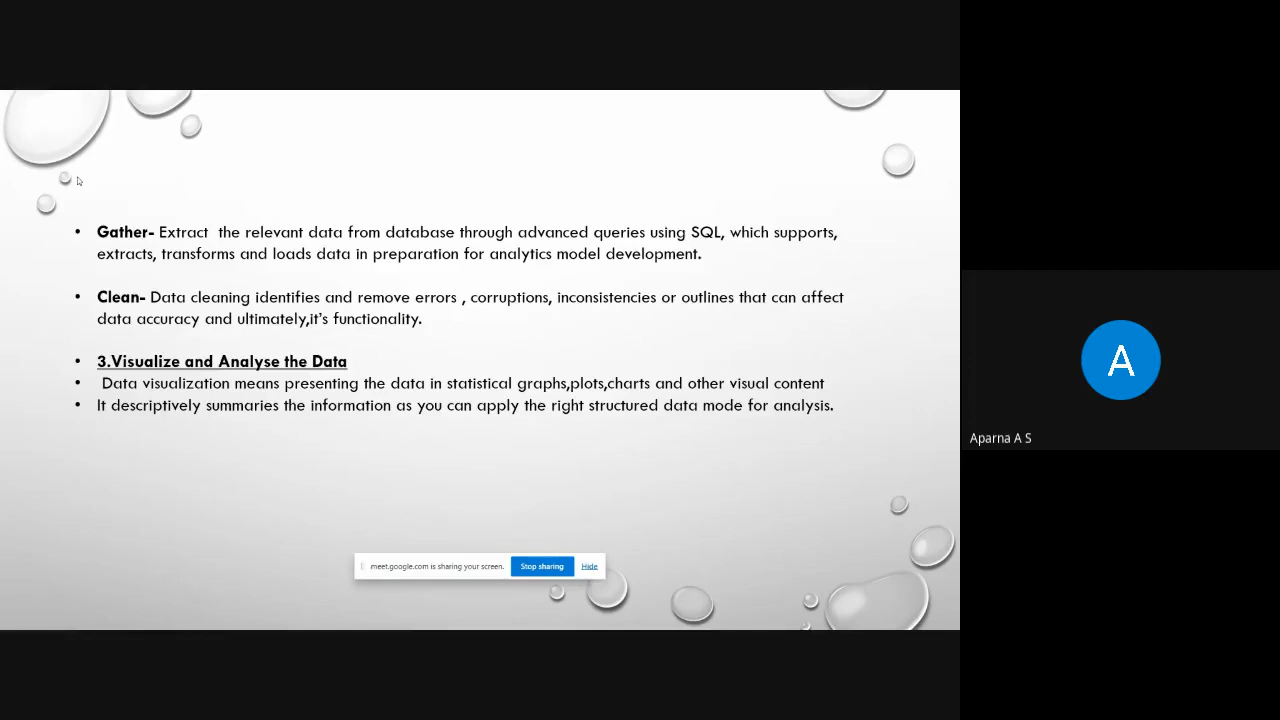 • Gather- Extract the relevant data from database through advanced queries using SQL, which supports,
extracts, transforms and loads data in preparation for analytics model development.
• Clean- Data cleaning identifies and remove errors , corruptions, inconsistencies or outlines that can affect
data accuracy and ultimately,it's functionality.
• 3.Visualize and Analyse the Data
• Data visualization means presenting the data in statistical graphs,plots,charts and other visual content
• It descriptively summaries the information as you can apply the right structured data mode for analysis.
meet.google.com is sharing your screen. Stop sharing Hide
A
Aparna A S